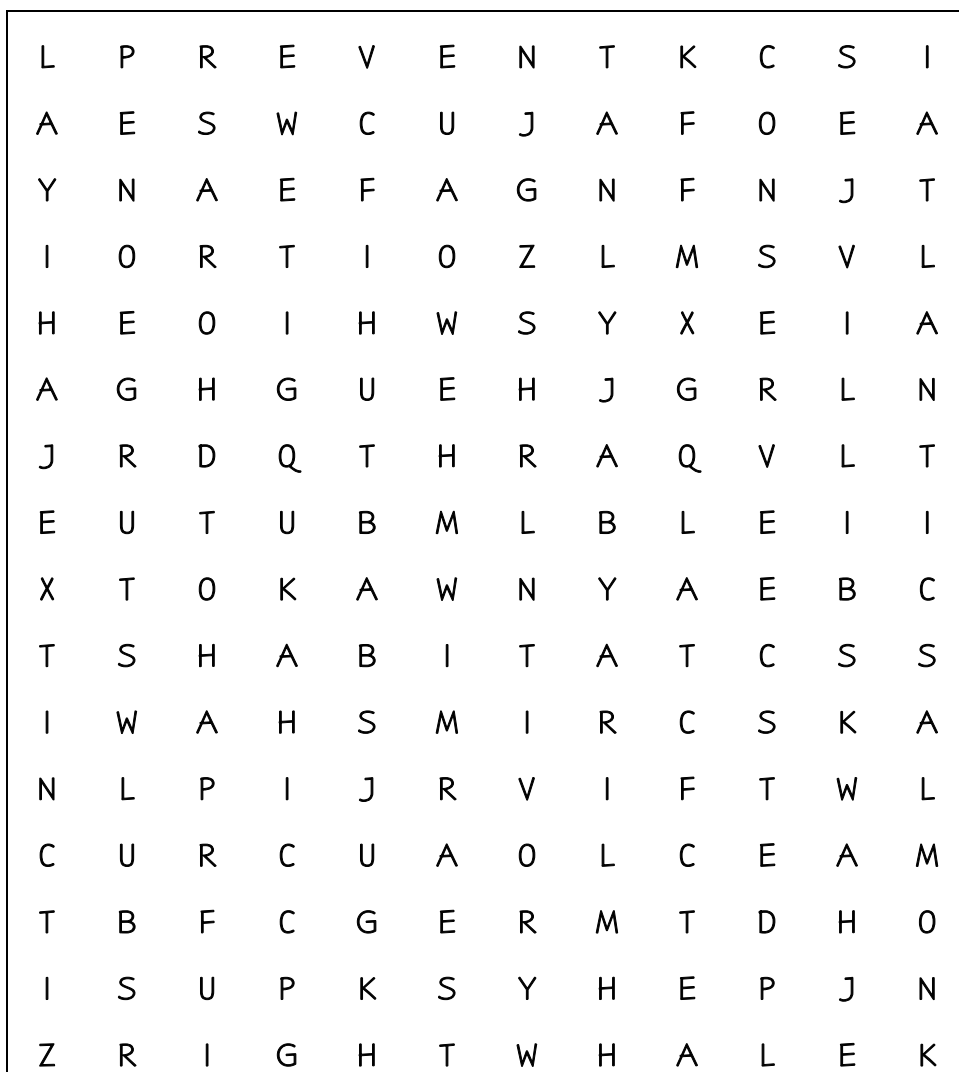 L P R E V E N T K C S I
A E S W C U J A F O E A
Y N A E F A G N F N J T
I O R T I O Z L M S V L
H E O I H W S Y X E I A
A G H G U E H J G R L N
J R D Q T H R A Q V L T
E U T U B M L B L E I I
X T O K A W N Y A E B C
T S H A B I T A T C S S
I W A H S M I R C S K A
N L P I J R V I F T W L
C U R C U A O L C E A M
T B F C G E R M T D H O
I S U P K S Y H E P J N
Z R I G H T W H A L E K